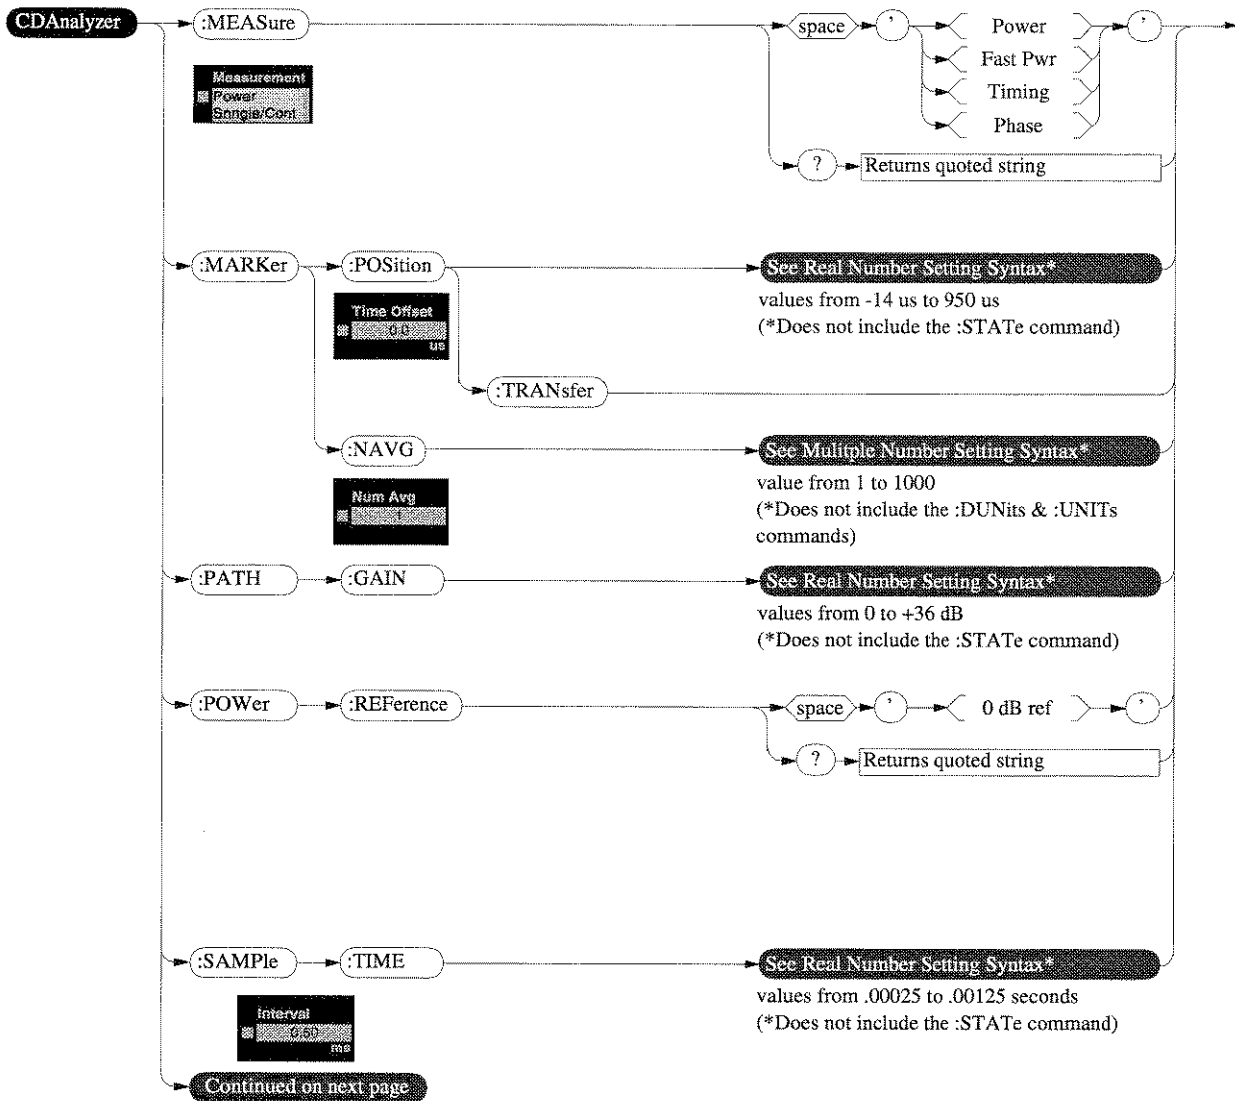 CDAnalyzer
:MEASure
space
'
Power
'
Fast Pwr
Timing
Phase
Measurement
Power
Snngle/Cont
?
Returns quoted string
:MARKer
:POSition
See Real Number Setting Syntax*
values from -14 us to 950 us
(*Does not include the :STATe command)
Time Offset
0.0
us
:TRANsfer
:NAVG
See Mulitple Number Setting Syntax*
value from 1 to 1000
(*Does not include the :DUNits & :UNITs
commands)
Num Avg
1
:PATH
:GAIN
See Real Number Setting Syntax*
values from 0 to +36 dB
(*Does not include the :STATe command)
:POWer
:REFerence
space
'
0 dB ref
'
?
Returns quoted string
:SAMPle
:TIME
See Real Number Setting Syntax*
values from .00025 to .00125 seconds
(*Does not include the :STATe command)
Interval
0.50
ms
Continued on next page